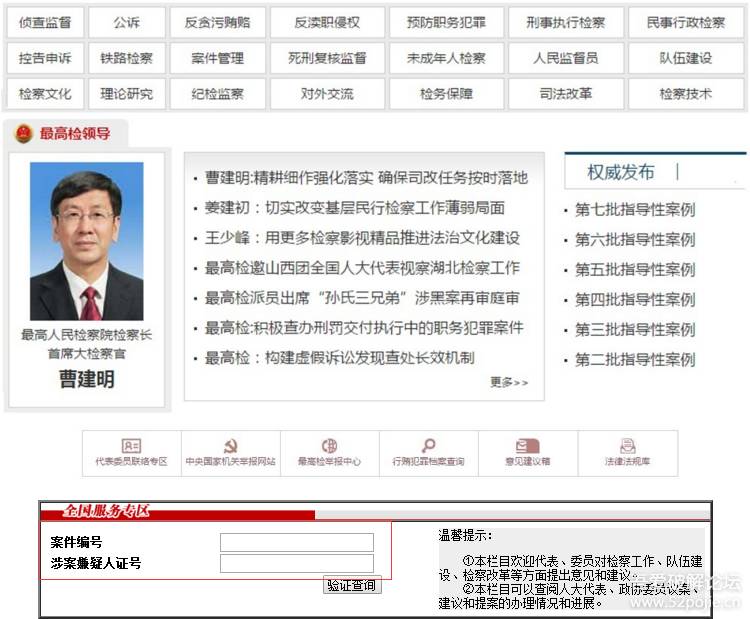 侦查监督 公诉 反贪污贿赂 反渎职侵权 预防职务犯罪 刑事执行检察 民事行政检察
控告申诉 铁路检察 案件管理 死刑复核监督 未成年人检察 人民监督员 队伍建设
检察文化 理论研究 纪检监察 对外交流 检务保障 司法改革 检察技术
最高检领导
最高人民检察院检察长
首席大检察官
曹建明
曹建明:精耕细作强化落实 确保司改任务按时落地
姜建初：切实改变基层民行检察工作薄弱局面
王少峰：用更多检察影视精品推进法治文化建设
最高检邀山西团全国人大代表视察湖北检察工作
最高检派员出席“孙氏三兄弟”涉黑案再审庭审
最高检:积极查办刑罚交付执行中的职务犯罪案件
最高检：构建虚假诉讼发现查处长效机制
更多>>
权威发布
第七批指导性案例
第六批指导性案例
第五批指导性案例
第四批指导性案例
第三批指导性案例
第二批指导性案例
代表委员联络专区 中央国家机关举报网站 最高检举报中心 行贿犯罪档案查询 意见建议箱 法律法规库
全国服务专区
案件编号
涉案嫌疑人证号
验证查询
温馨提示：
①本栏目欢迎代表、委员对检察工作、队伍建
设、检察改革等方面提出意见和建议。
②本栏目可以查阅人大代表、政协委员议案、
建议和提案的办理情况和进展。
吾爱破解论坛
www.52pojie.cn